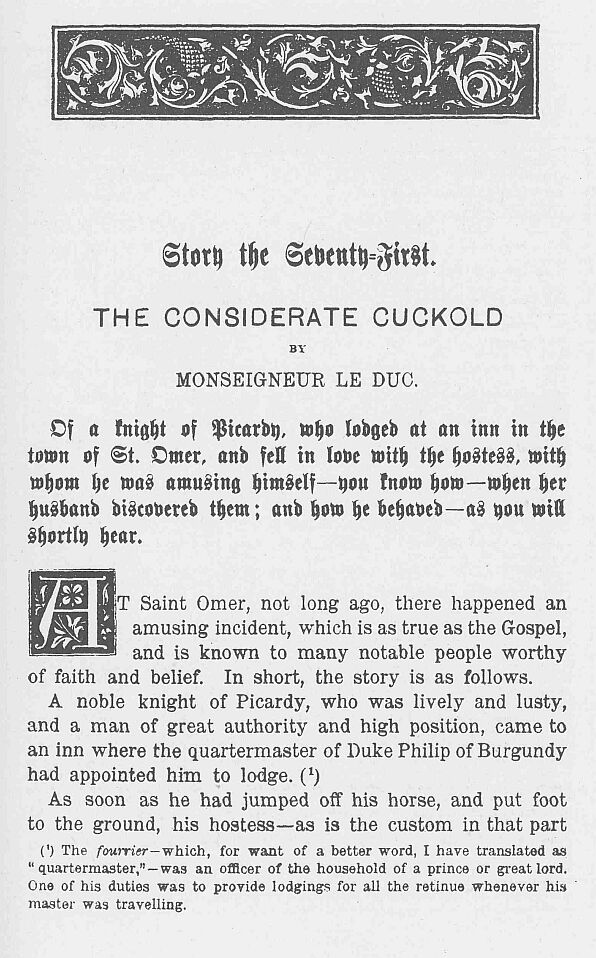 Story the Seventy-First.
THE CONSIDERATE CUCKOLD
BY
MONSEIGNEUR LE DUC.
Of a knight of Picardy, who lodged at an inn in the
town of St. Omer, and fell in love with the hostess, with
whom he was amusing himself—you know how—when her
husband discovered them; and how he behaved—as you will
shortly hear.
AT Saint Omer, not long ago, there happened an
amusing incident, which is as true as the Gospel,
and is known to many notable people worthy
of faith and belief. In short, the story is as follows.
A noble knight of Picardy, who was lively and lusty,
and a man of great authority and high position, came to
an inn where the quartermaster of Duke Philip of Burgundy
had appointed him to lodge. (¹)
As soon as he had jumped off his horse, and put foot
to the ground, his hostess—as is the custom in that part
(¹) The fourrier—which, for want of a better word, I have translated as
“quartermaster,”—was an officer of the household of a prince or great lord.
One of his duties was to provide lodgings for all the retinue whenever his
master was travelling.